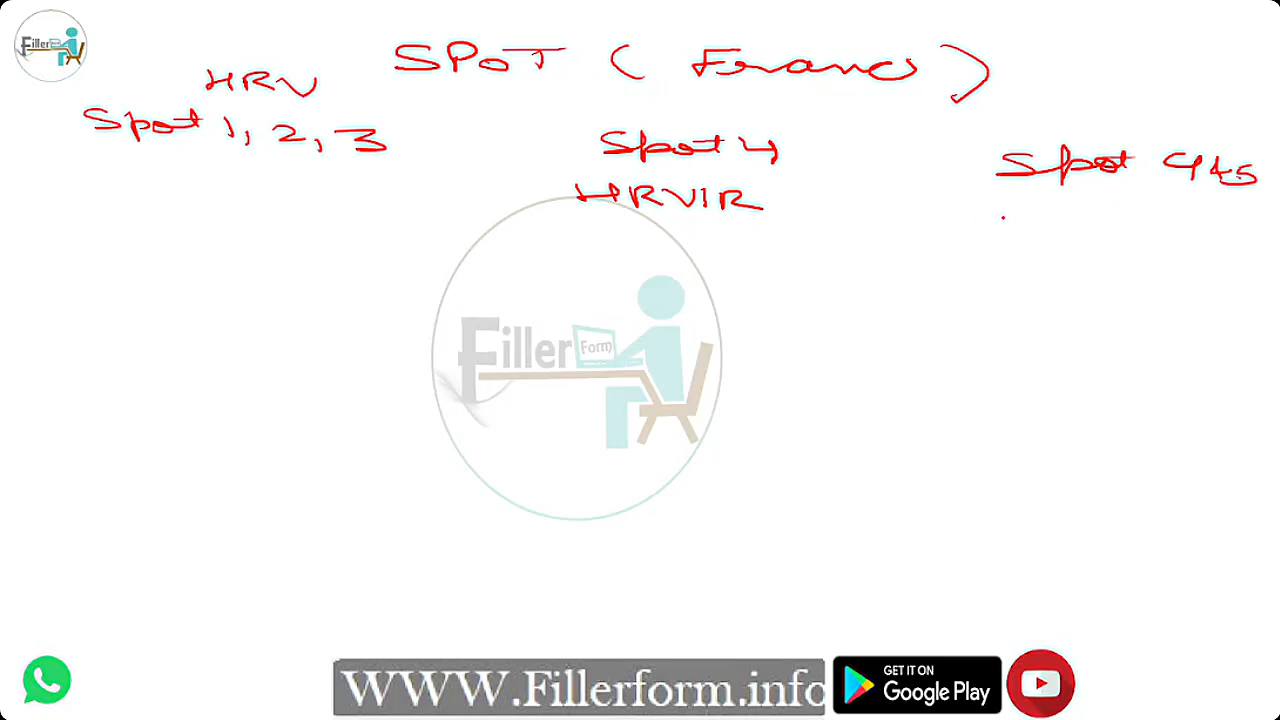 Filler Form
SPOT (France)
HRV
Spot 1, 2, 3
Spot 4
HRVIR
Spot 4&5
Filler Form
WWW.Fillerform.info
GET IT ON
Google Play